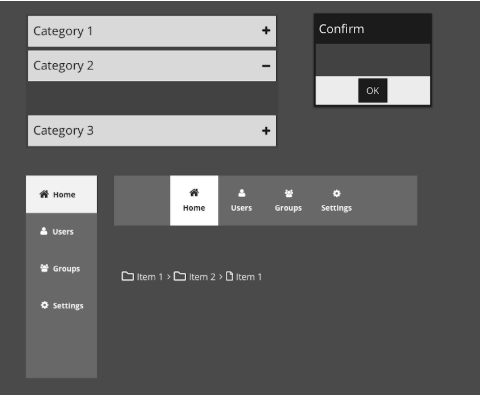 Category 1
Category 2
Category 3
Confirm
OK
Home
Users
Groups
Settings
Home Users Groups Settings
Item 1 > Item 2 > Item 1